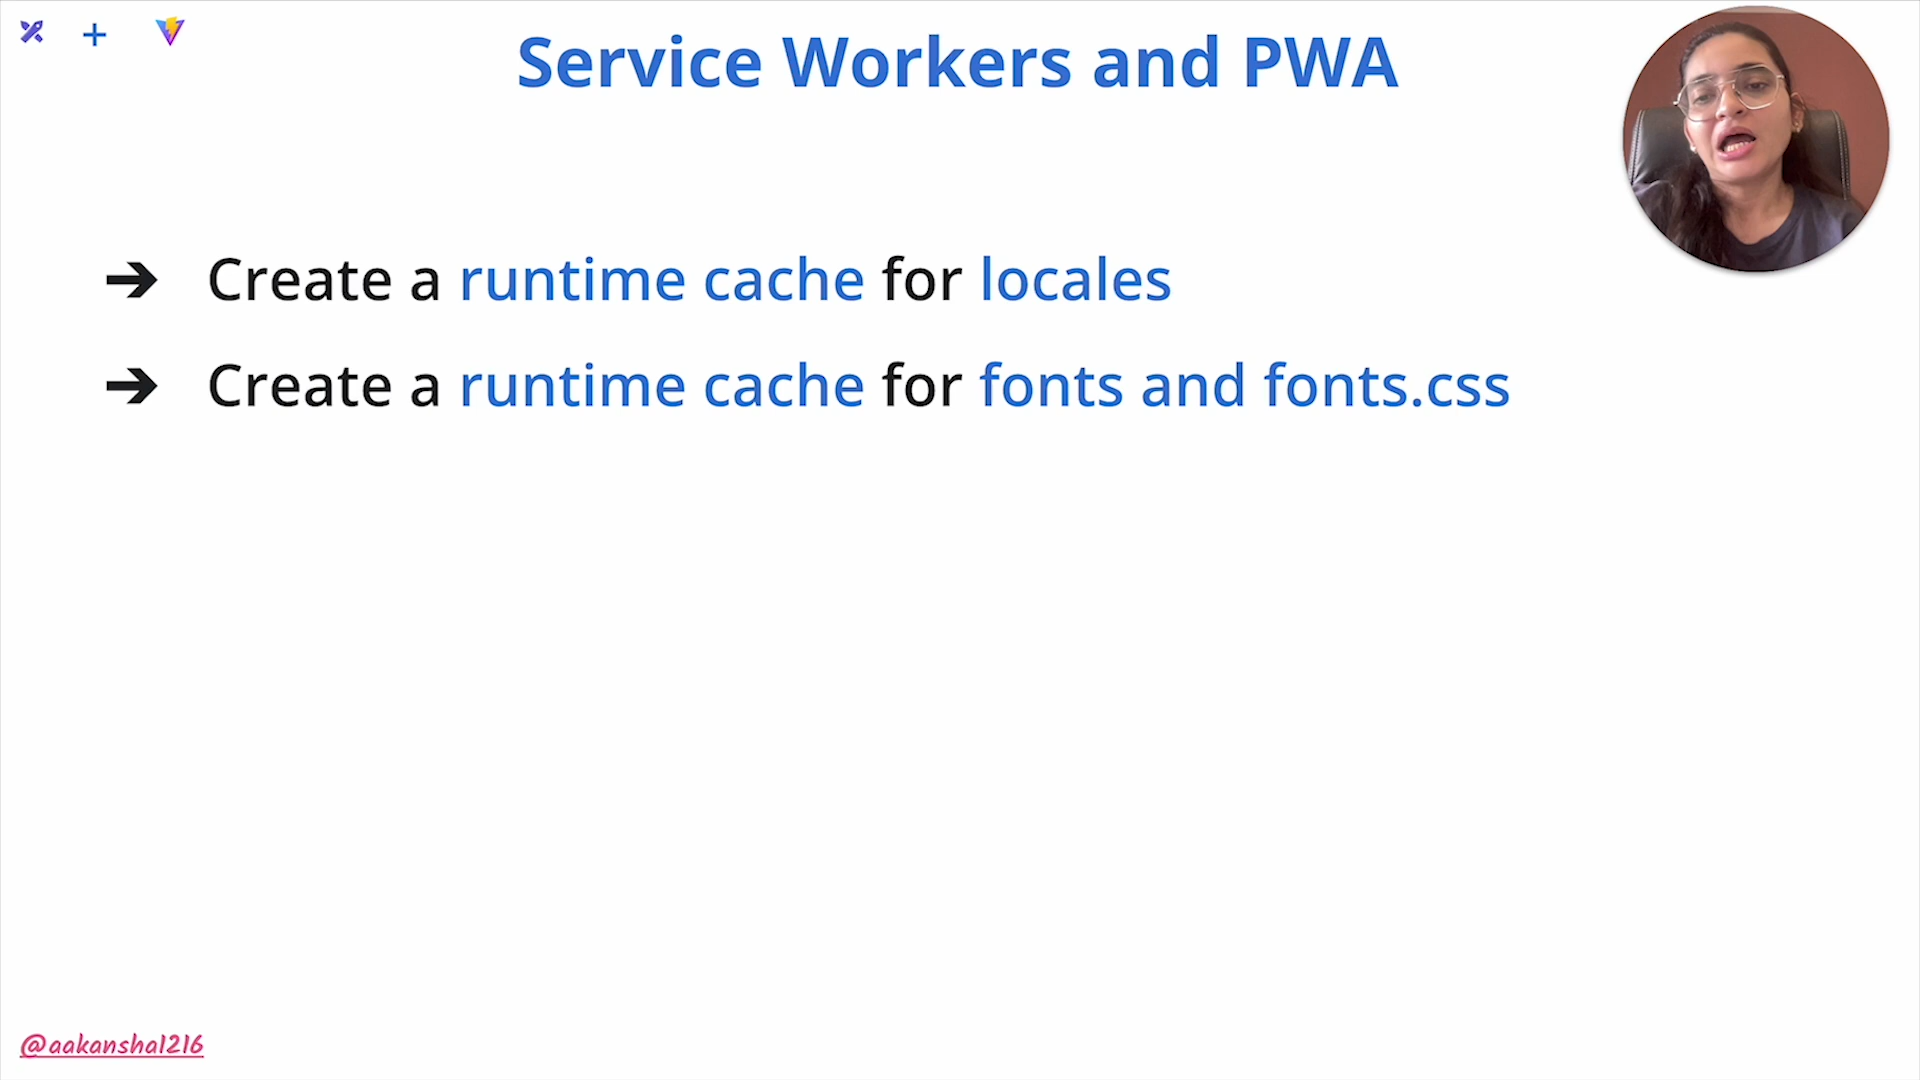 Service Workers and PWA
➔ Create a runtime cache for locales
➔ Create a runtime cache for fonts and fonts.css
@aakansha1216